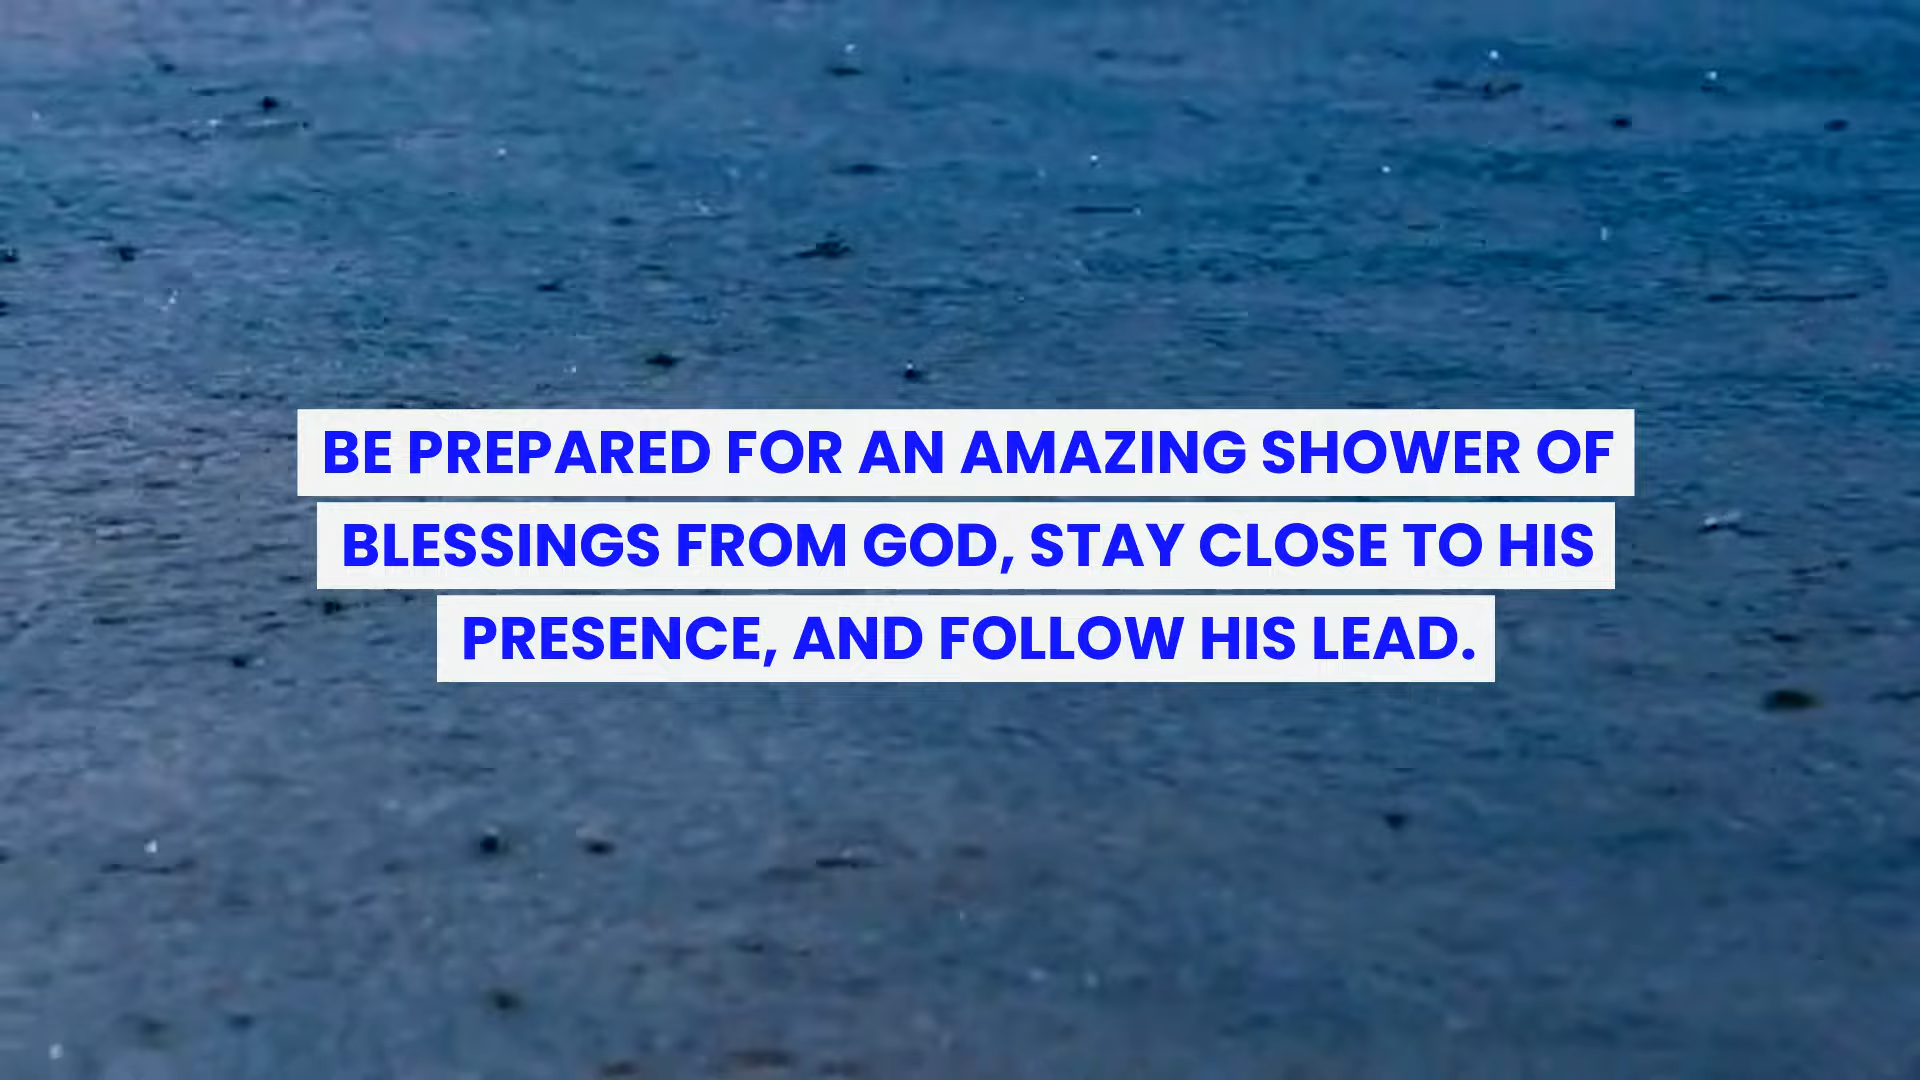 BE PREPARED FOR AN AMAZING SHOWER OF
BLESSINGS FROM GOD, STAY CLOSE TO HIS
PRESENCE, AND FOLLOW HIS LEAD.